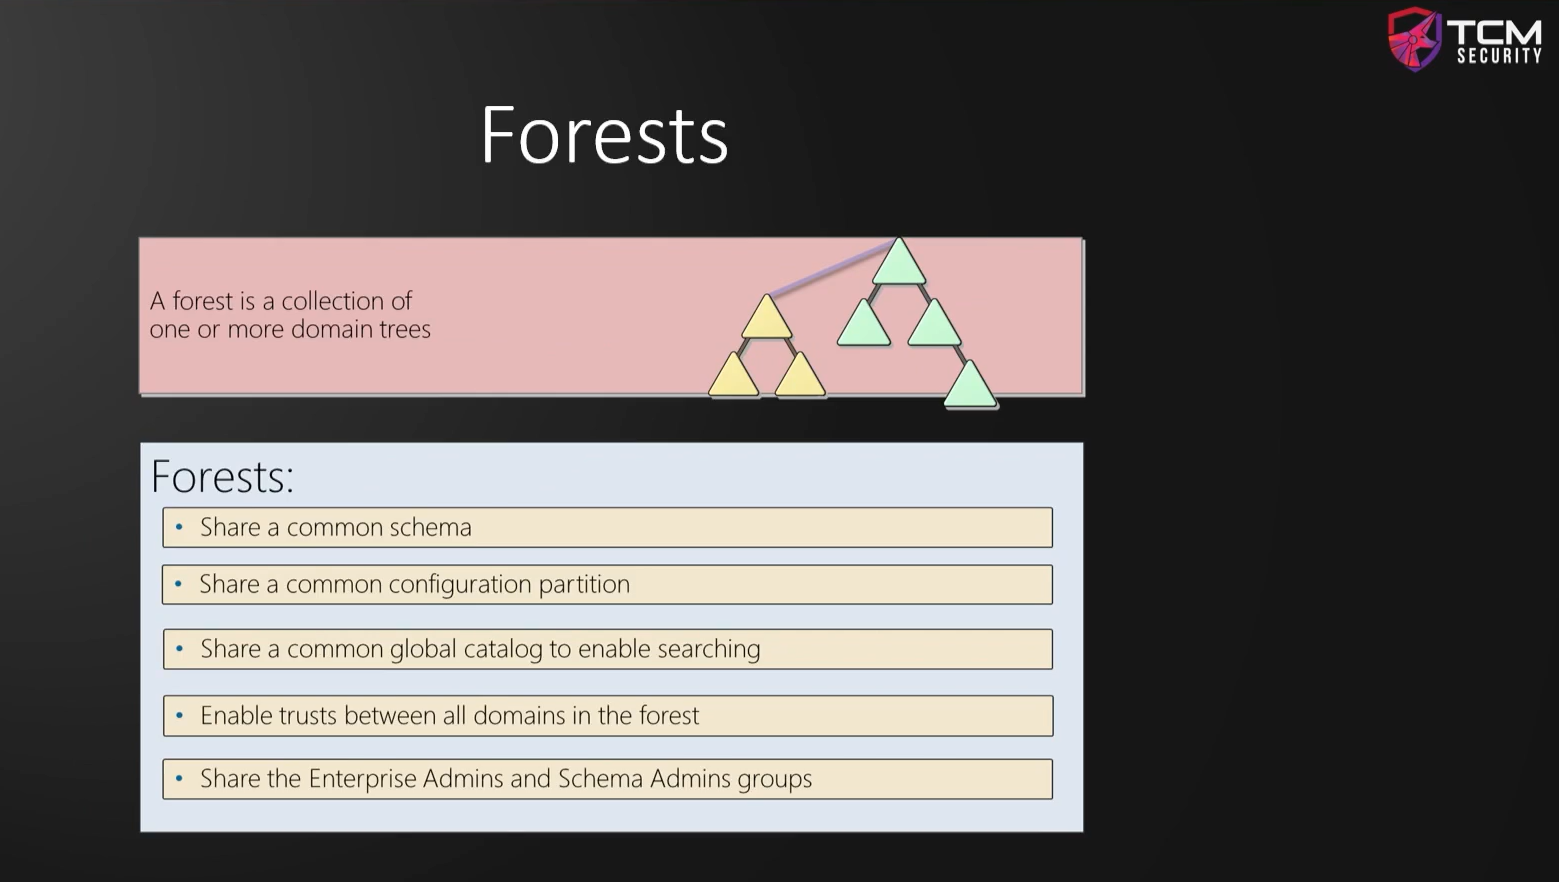 TCM
SECURITY
Forests
A forest is a collection of
one or more domain trees
Forests:
• Share a common schema
• Share a common configuration partition
• Share a common global catalog to enable searching
• Enable trusts between all domains in the forest
• Share the Enterprise Admins and Schema Admins groups